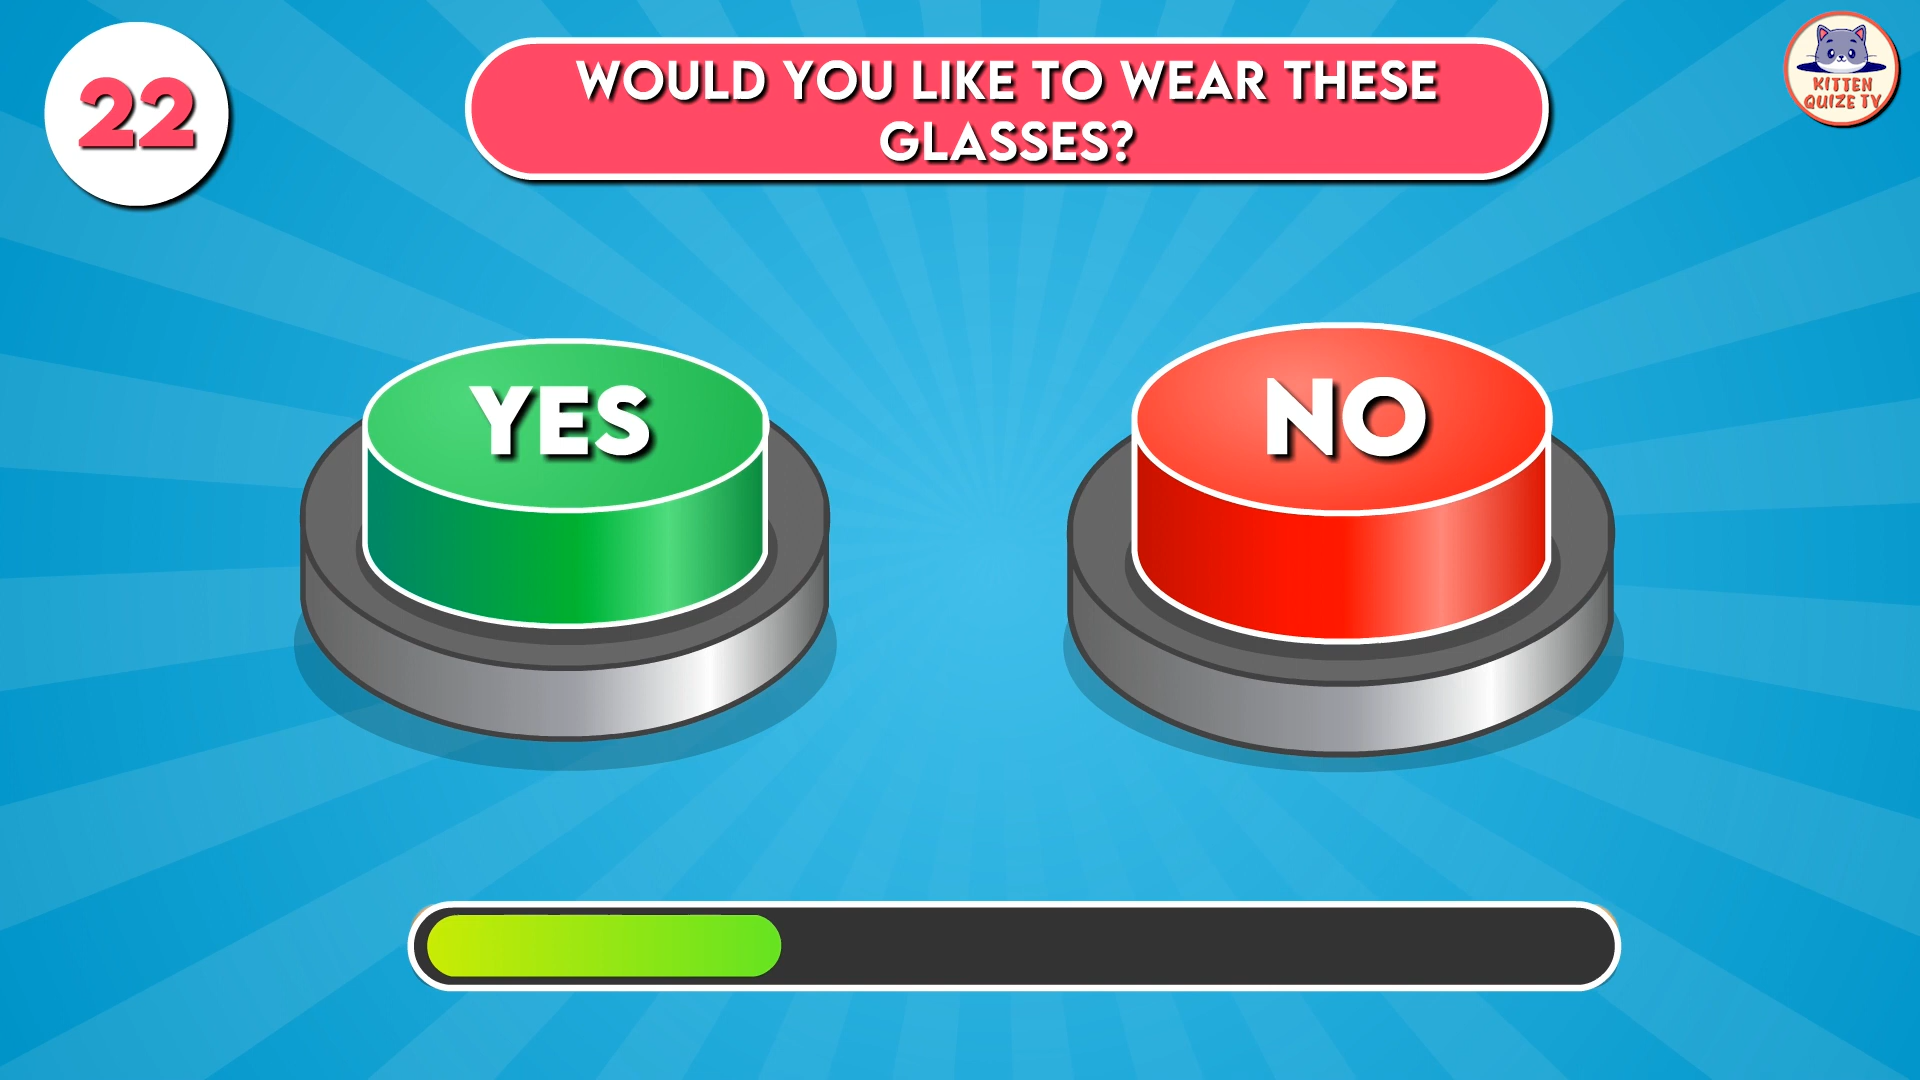 22
WOULD YOU LIKE TO WEAR THESE
GLASSES?
KITTEN
QUIZE TV
YES
NO